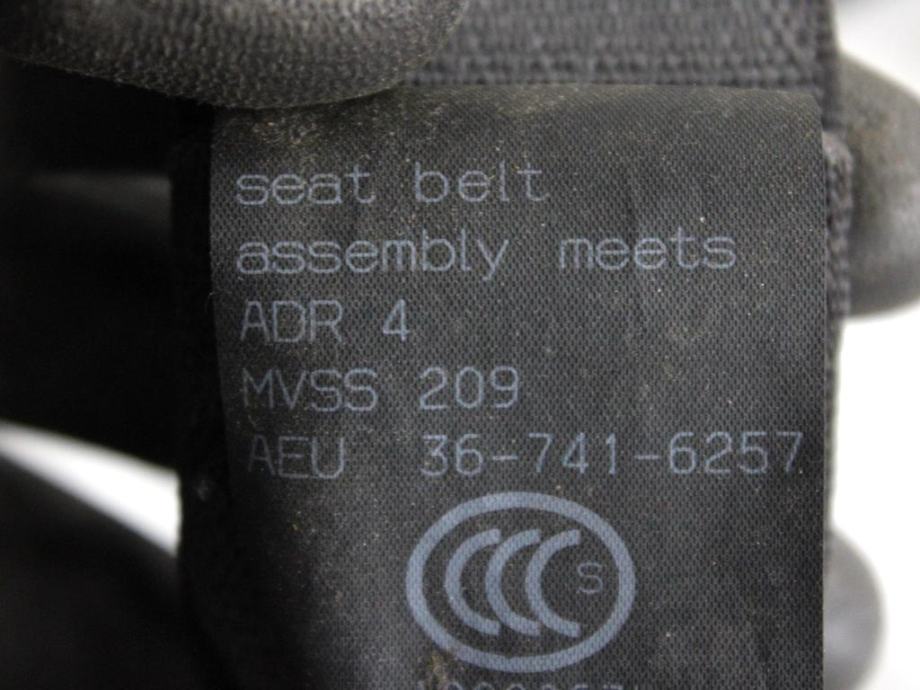 seat belt
assembly meets
ADR 4
MVSS 209
AEU 36-741-6257
CCC S